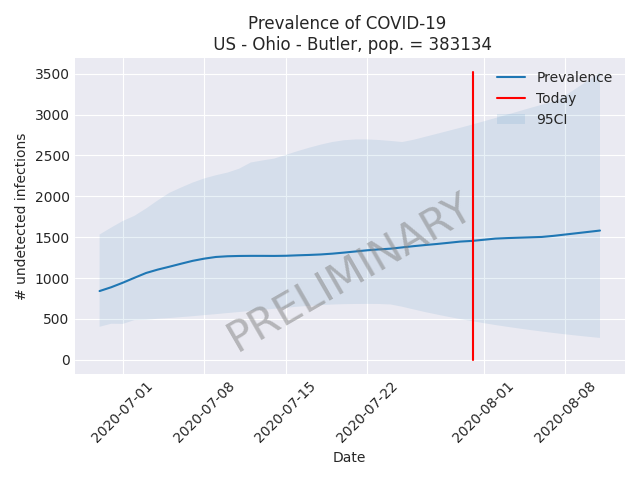 Prevalence of COVID-19
US - Ohio - Butler, pop. = 383134
Prevalence
Today
95CI
3500
3000
2500
2000
1500
1000
500
0
# undetected infections
PRELIMINARY
2020-07-01
2020-07-08
2020-07-15
2020-07-22
2020-08-01
2020-08-08
Date